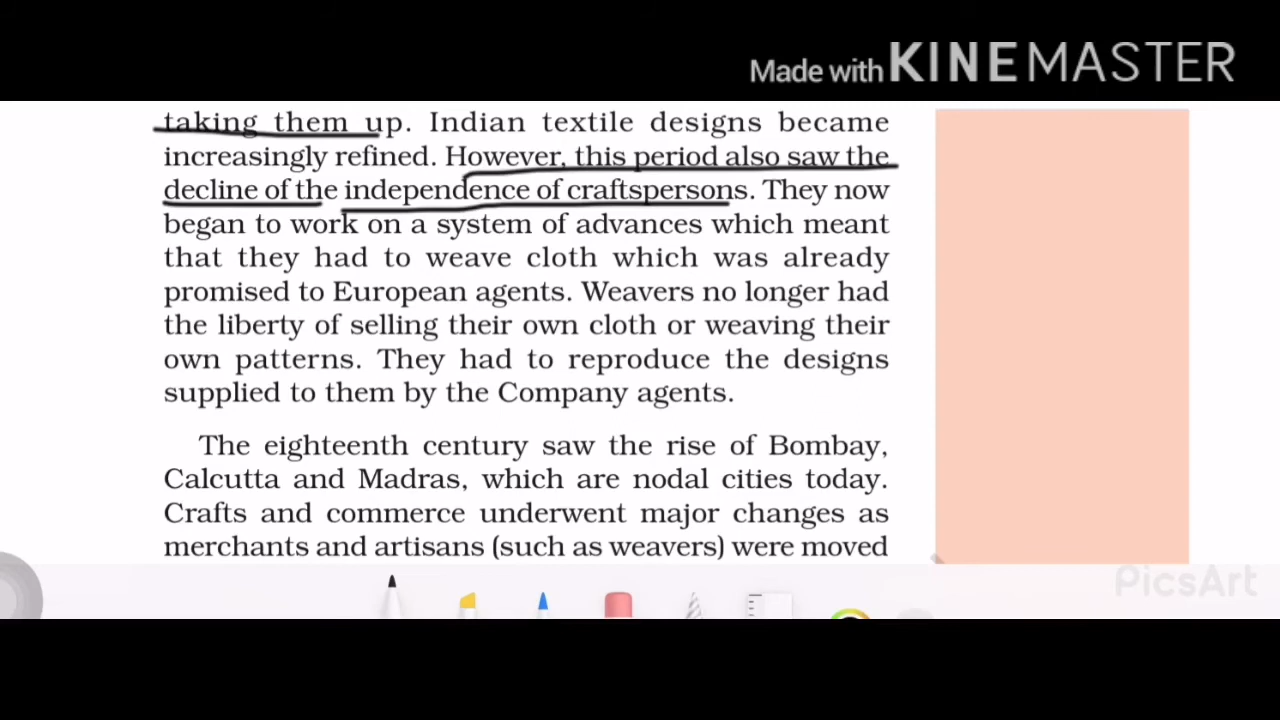 Made with KINEMASTER
taking them up. Indian textile designs became
increasingly refined. However, this period also saw the
decline of the independence of craftspersons. They now
began to work on a system of advances which meant
that they had to weave cloth which was already
promised to European agents. Weavers no longer had
the liberty of selling their own cloth or weaving their
own patterns. They had to reproduce the designs
supplied to them by the Company agents.
The eighteenth century saw the rise of Bombay,
Calcutta and Madras, which are nodal cities today.
Crafts and commerce underwent major changes as
merchants and artisans (such as weavers) were moved
PicsArt